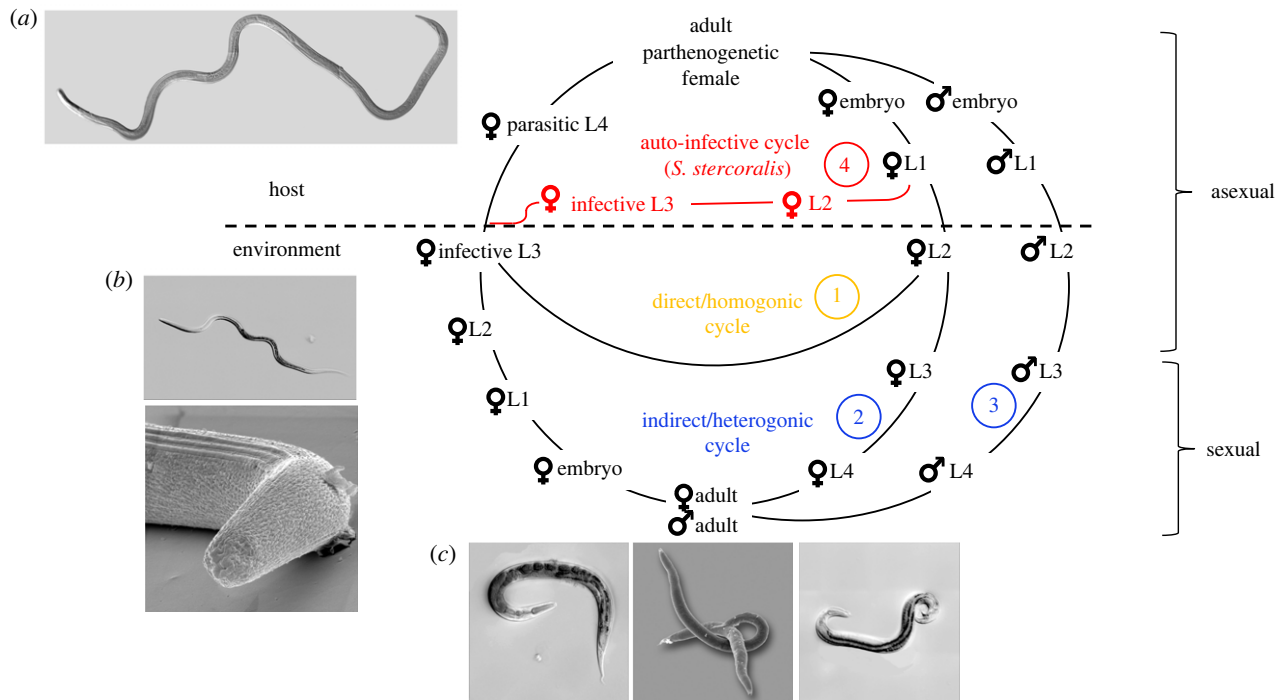 (a)
adult
parthenogenetic
female
♀ embryo
♂ embryo
♀ parasitic L4
auto-infective cycle
(S. stercoralis)
4
♀ L1
♂ L1
host
♀ infective L3
♀ L2
asexual
environment
♀ infective L3
♀ L2
♂ L2
(b)
direct/homogonic
cycle
1
♀ L2
♀ L3
♂ L3
♀ L1
indirect/heterogonic
cycle
2
3
sexual
♀ embryo
♀ L4
♂ L4
♀ adult
♂ adult
(c)